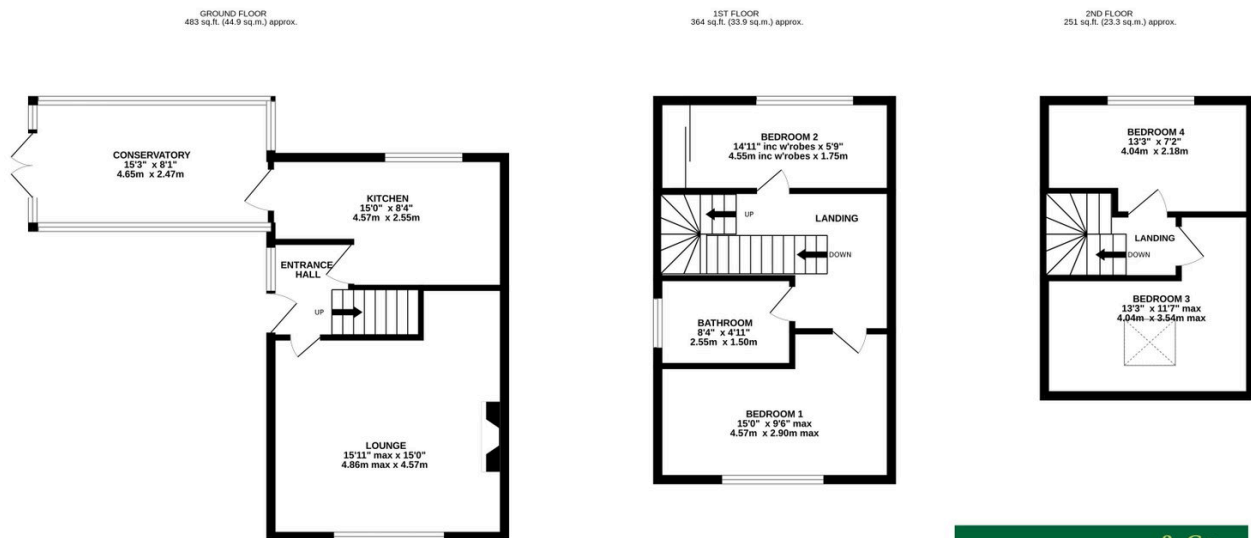 GROUND FLOOR
483 sq.ft. (44.9 sq.m.) approx.
CONSERVATORY
15'3" x 8'1"
4.65m x 2.47m
KITCHEN
15'0" x 8'4"
4.57m x 2.55m
ENTRANCE
HALL
UP
LOUNGE
15'11" max x 15'0"
4.86m max x 4.57m
1ST FLOOR
364 sq.ft. (33.9 sq.m.) approx.
BEDROOM 2
14'11" inc w'robes x 5'9"
4.55m inc w'robes x 1.75m
UP
LANDING
DOWN
BATHROOM
8'4" x 4'11"
2.55m x 1.50m
BEDROOM 1
15'0" x 9'6" max
4.57m x 2.90m max
2ND FLOOR
251 sq.ft. (23.3 sq.m.) approx.
BEDROOM 4
13'3" x 7'2"
4.04m x 2.18m
LANDING
DOWN
BEDROOM 3
13'3" x 11'7" max
4.04m x 3.54m max